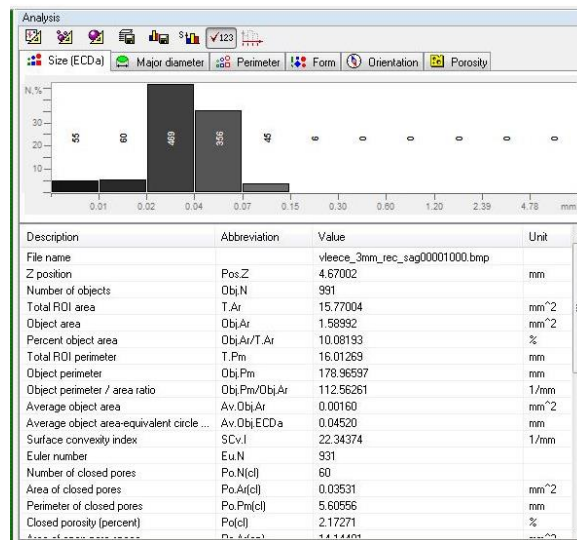 Analysis
123
Size (ECDa) Major diameter Perimeter Form Orientation Porosity
N,%
30
20
10
55 60 469 356 45 6 0 0 0 0 0
0.01 0.02 0.04 0.07 0.15 0.30 0.60 1.20 2.39 4.78 mm
Description Abbreviation Value Unit
File name vleece_3mm_rec_sag00001000.bmp
Z position Pos.Z 4.67002 mm
Number of objects Obj.N 991
Total ROI area T.Ar 15.77004 mm^2
Object area Obj.Ar 1.58992 mm^2
Percent object area Obj.Ar/T.Ar 10.08193 %
Total ROI perimeter T.Pm 16.01269 mm
Object perimeter Obj.Pm 178.96597 mm
Object perimeter / area ratio Obj.Pm/Obj.Ar 112.56261 1/mm
Average object area Av.Obj.Ar 0.00160 mm^2
Average object area-equivalent circle ... Av.Obj.ECDa 0.04520 mm
Surface convexity index SCv.I 22.34374 1/mm
Euler number Eu.N 931
Number of closed pores Po.N(cl) 60
Area of closed pores Po.Ar(cl) 0.03531 mm^2
Perimeter of closed pores Po.Pm(cl) 5.60556 mm
Closed porosity (percent) Po(cl) 2.17271 %